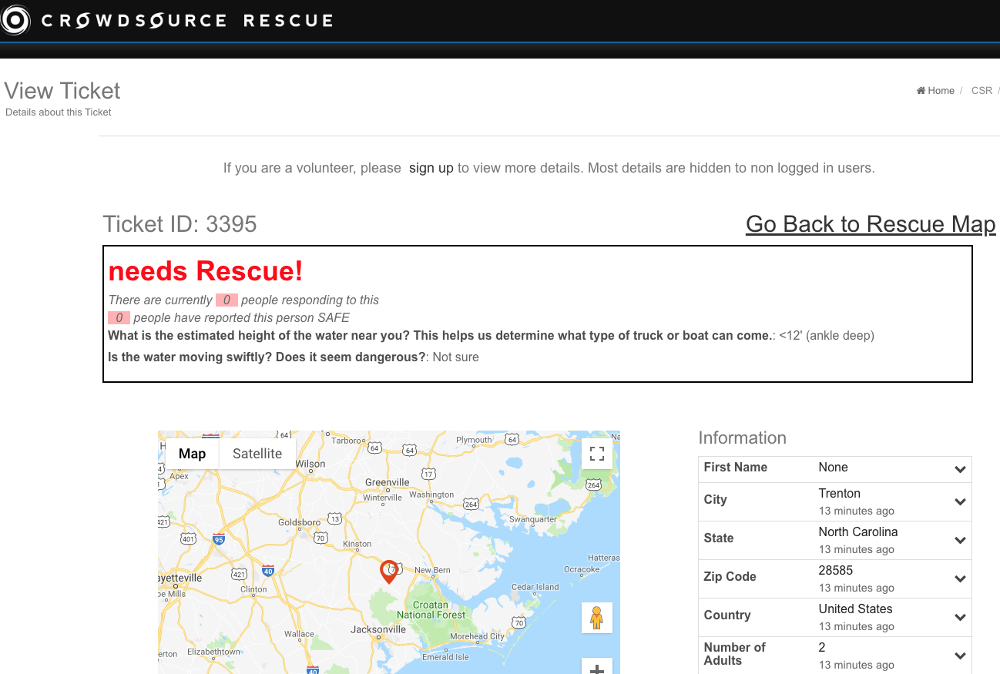 CROWDSOURCE RESCUE
View Ticket
Details about this Ticket
Home / CSR /
If you are a volunteer, please sign up to view more details. Most details are hidden to non logged in users.
Ticket ID: 3395
Go Back to Rescue Map
needs Rescue!
There are currently 0 people responding to this
0 people have reported this person SAFE
What is the estimated height of the water near you? This helps us determine what type of truck or boat can come.: <12' (ankle deep)
Is the water moving swiftly? Does it seem dangerous?: Not sure
Map
Satellite
64
Tarboro
64
64
Plymouth
64
Wilson
Apex
17
Greenville
Winterville
Washington
264
264
421
Goldsboro
13
Swanquarter
401
95
70
Kinston
Hatteras
Ocracoke
421
40
New Bern
ayetteville
pe Mills
Clinton
Cedar Island
Croatan
National Forest
70
Wallace
Jacksonville
Morehead City
erton
Elizabethtown
Emerald Isle
40
Information
First Name None
City Trenton
13 minutes ago
State North Carolina
13 minutes ago
Zip Code 28585
13 minutes ago
Country United States
13 minutes ago
Number of Adults 2
13 minutes ago